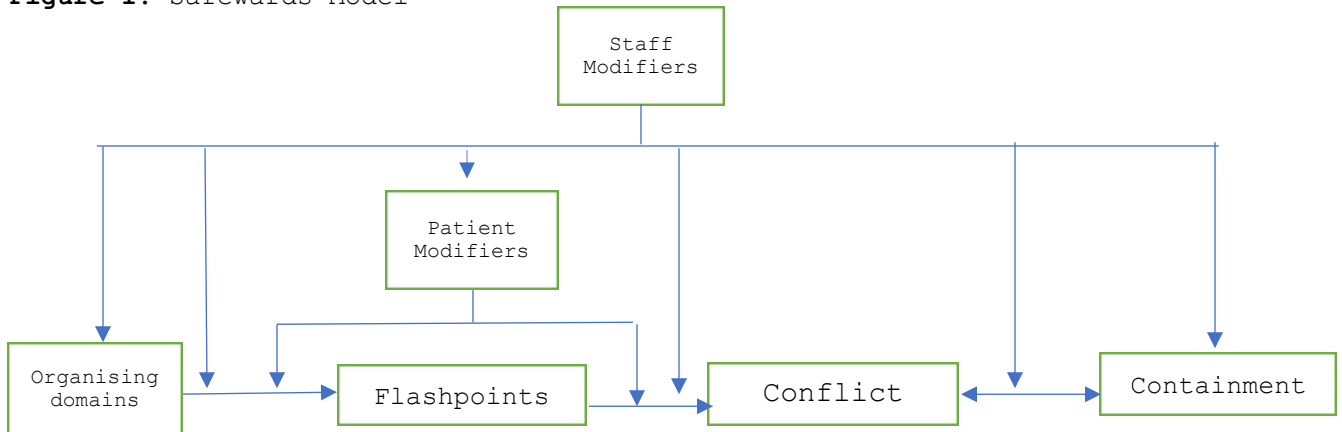 Figure 1: Safewards Model
Staff
Modifiers
Patient
Modifiers
Organising
domains
Flashpoints
Conflict
Containment